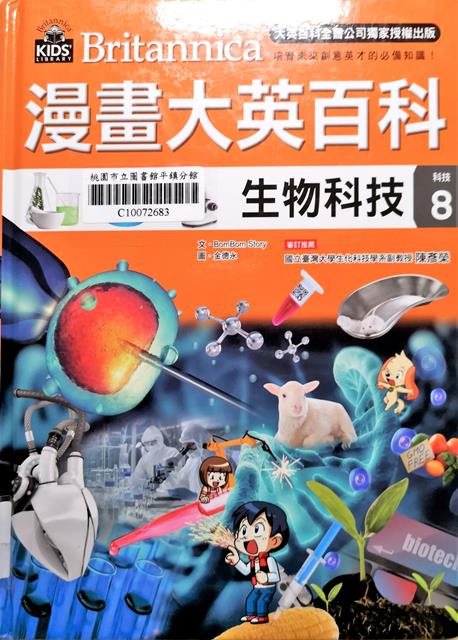 Britannica
KIDS'
LIBRARY
Britannica
大英百科全書公司獨家授權出版
培育未來創意英才的必備知識!
漫畫大英百科
桃園市立圖書館平鎮分館
C10072683
生物科技
科技
8
文・BomBom Story
圖・金德永
審訂推薦
國立臺灣大學生化科技學系副教授 陳彥榮
GMO
FREE
biotech